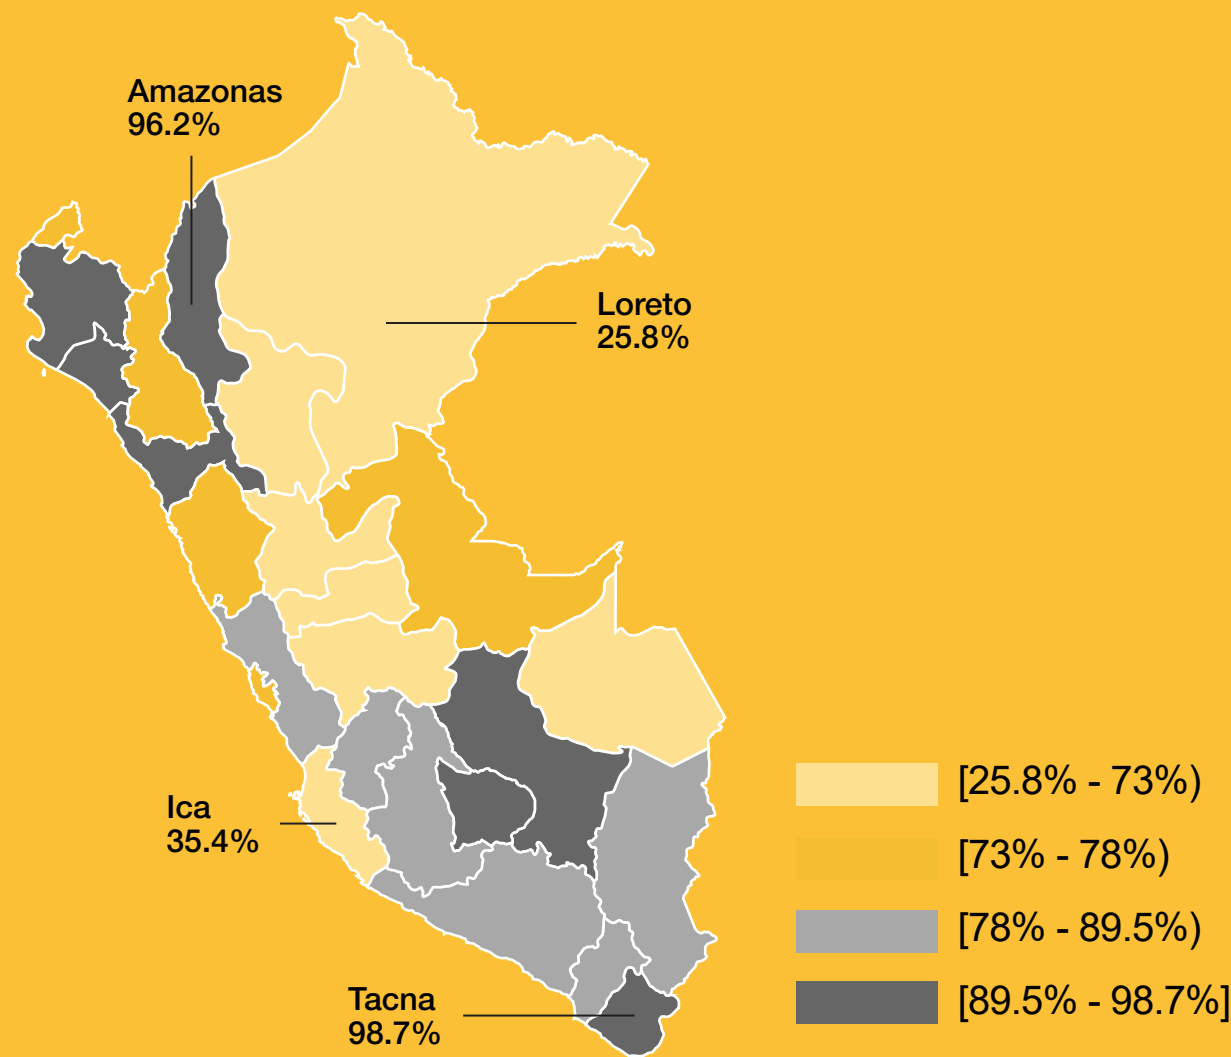 Amazonas
96.2%
Loreto
25.8%
Ica
35.4%
Tacna
98.7%
[25.8% - 73%)
[73% - 78%)
[78% - 89.5%)
[89.5% - 98.7%]